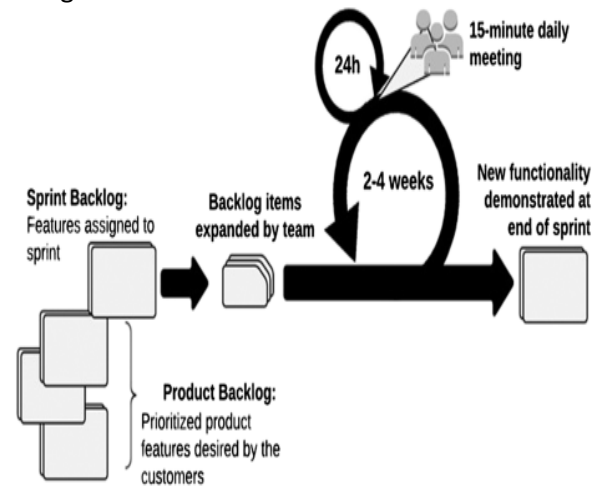 15-minute daily
meeting
24h
2-4 weeks
New functionality
demonstrated at
end of sprint
Sprint Backlog:
Features assigned to
sprint
Backlog items
expanded by team
Product Backlog:
Prioritized product
features desired by the
customers